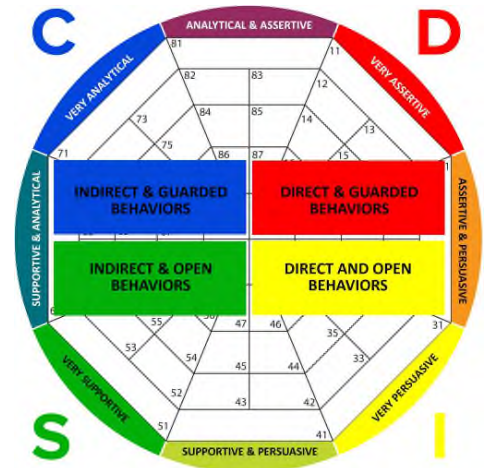 C
D
ANALYTICAL & ASSERTIVE
VERY ANALYTICAL
VERY ASSERTIVE
81
11
82
83
12
73
84
85
14
13
75
15
71
86
87
INDIRECT & GUARDED
BEHAVIORS
DIRECT & GUARDED
BEHAVIORS
SUPPORTIVE & ANALYTICAL
ASSERTIVE & PERSUASIVE
INDIRECT & OPEN
BEHAVIORS
DIRECT AND OPEN
BEHAVIORS
55
47
46
31
53
54
35
33
45
44
52
43
42
51
41
VERY SUPPORTIVE
VERY PERSUASIVE
S
I
SUPPORTIVE & PERSUASIVE